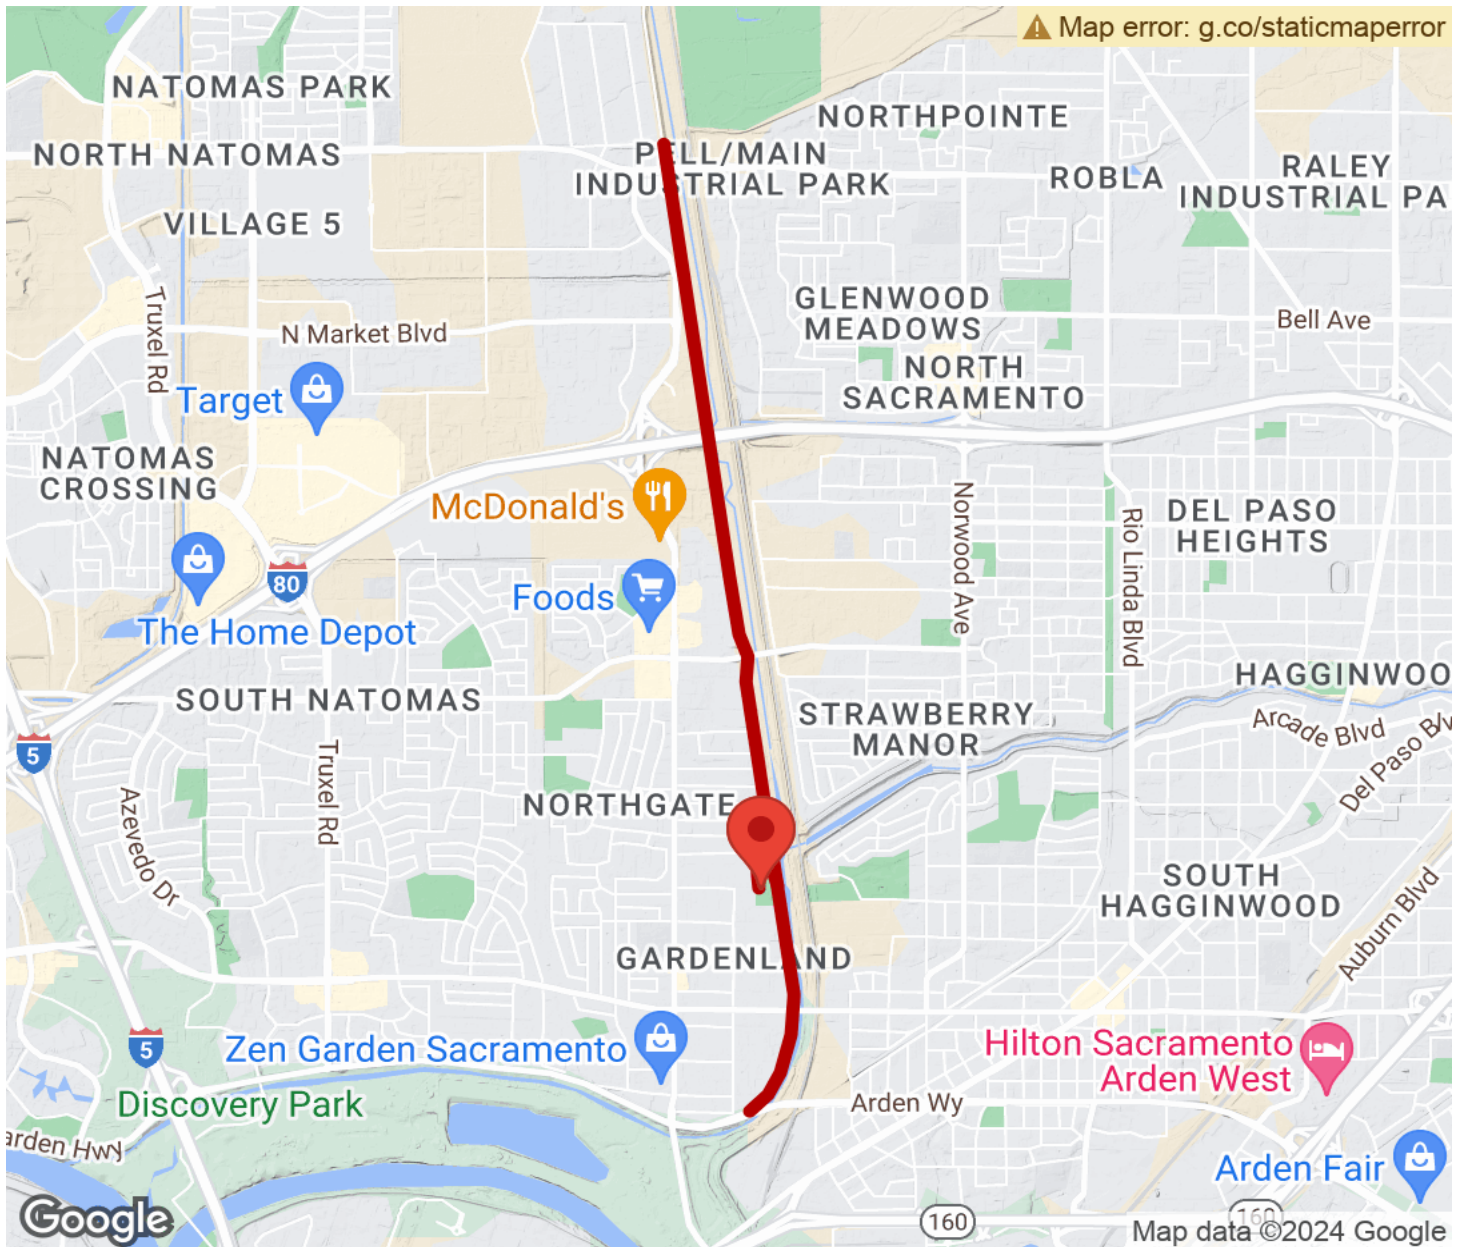 Map error: g.co/staticmaperror
NATOMAS PARK
NORTHPOINTE
NORTH NATOMAS
PELL/MAIN
INDUSTRIAL PARK
ROBLA
RALEY
INDUSTRIAL PA
VILLAGE 5
Truxel Rd
N Market Blvd
GLENWOOD
MEADOWS
Bell Ave
Target
NORTH
SACRAMENTO
NATOMAS
CROSSING
McDonald's
Norwood Ave
Rio Linda Blvd
DEL PASO
HEIGHTS
80
Foods
The Home Depot
SOUTH NATOMAS
HAGGINWOO
STRAWBERRY
MANOR
Arcade Blvd
Del Paso Blv
5
Truxel Rd
Azevedo Dr
NORTHGATE
SOUTH
HAGGINWOOD
Auburn Blvd
GARDENLAND
5
Zen Garden Sacramento
Hilton Sacramento
Arden West
Discovery Park
Arden Wy
arden Hwy
Arden Fair
Google
160
160
Map data ©2024 Google